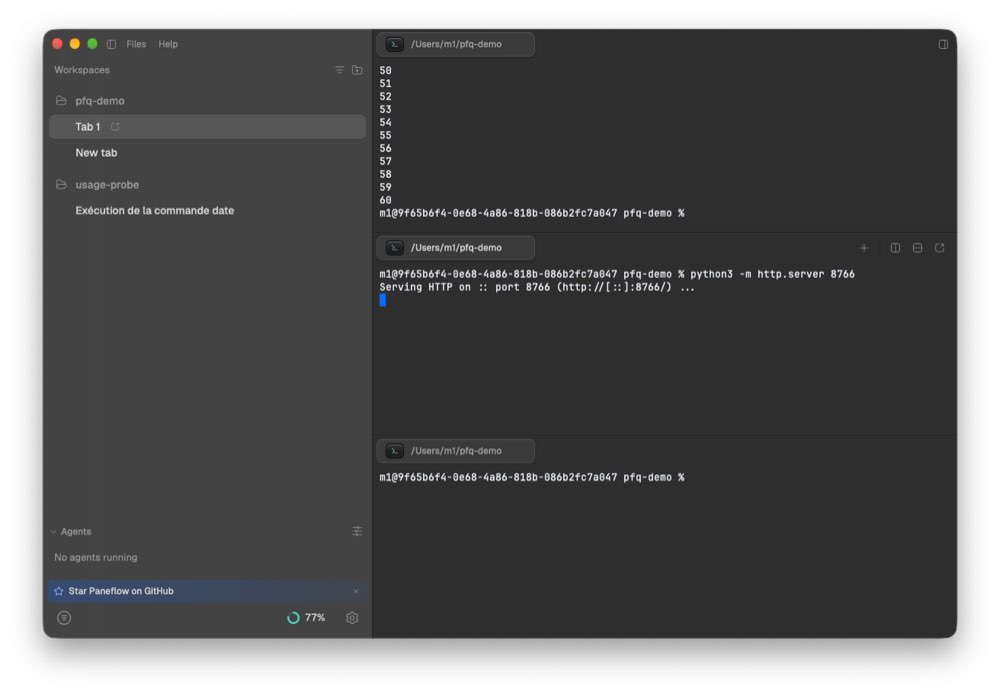 Files Help
Workspaces
pfq-demo
Tab 1
New tab
usage-probe
Exécution de la commande date
Agents
No agents running
Star Paneflow on GitHub
77%
/Users/m1/pfq-demo
50
51
52
53
54
55
56
57
58
59
60
m1@9f65b6f4-0e68-4a86-818b-086b2fc7a047 pfq-demo %
/Users/m1/pfq-demo
m1@9f65b6f4-0e68-4a86-818b-086b2fc7a047 pfq-demo % python3 -m http.server 8766
Serving HTTP on :: port 8766 (http://[::]:8766/) ...
/Users/m1/pfq-demo
m1@9f65b6f4-0e68-4a86-818b-086b2fc7a047 pfq-demo %